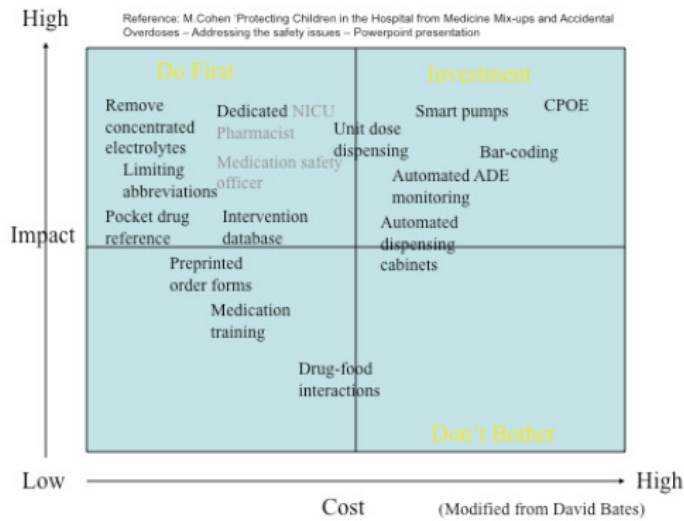 High
Reference: M.Cohen 'Protecting Children in the Hospital from Medicine Mix-ups and Accidental
Overdoses – Addressing the safety issues – Powerpoint presentation
Do First
Investment
Remove
concentrated
electrolytes
Dedicated NICU
Pharmacist
Unit dose
dispensing
Smart pumps
CPOE
Limiting
abbreviations
Medication safety
officer
Bar-coding
Automated ADE
monitoring
Pocket drug
reference
Intervention
database
Automated
dispensing
cabinets
Impact
Preprinted
order forms
Medication
training
Drug-food
interactions
Don't Bother
Low
High
Cost
(Modified from David Bates)